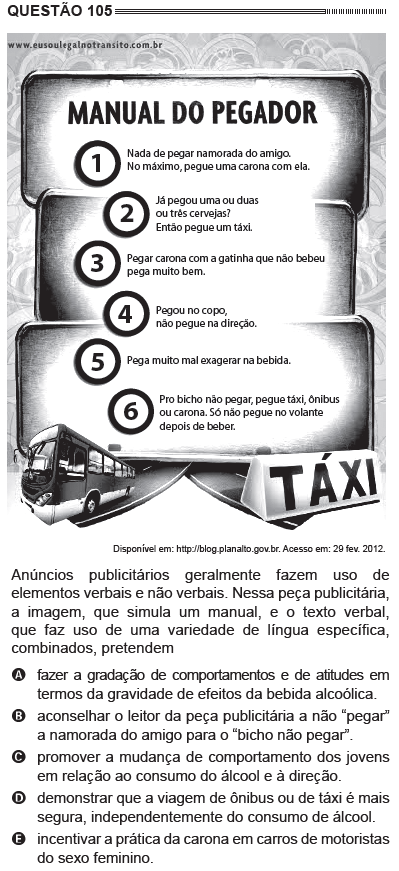 QUESTÃO 105
www.eusoulegalnotransito.com.br
MANUAL DO PEGADOR
1
Nada de pegar namorada do amigo.
No máximo, pegue uma carona com ela.
2
Já pegou uma ou duas
ou três cervejas?
Então pegue um táxi.
3
Pegar carona com a gatinha que não bebeu
pega muito bem.
4
Pegou no copo,
não pegue na direção.
5
Pega muito mal exagerar na bebida.
6
Pro bicho não pegar, pegue táxi, ônibus
ou carona. Só não pegue no volante
depois de beber.
TÁXI
Disponível em: http://blog.planalto.gov.br. Acesso em: 29 fev. 2012.
Anúncios publicitários geralmente fazem uso de
elementos verbais e não verbais. Nessa peça publicitária,
a imagem, que simula um manual, e o texto verbal,
que faz uso de uma variedade de língua específica,
combinados, pretendem
A fazer a gradação de comportamentos e de atitudes em
termos da gravidade de efeitos da bebida alcoólica.
B aconselhar o leitor da peça publicitária a não “pegar”
a namorada do amigo para o “bicho não pegar”.
C promover a mudança de comportamento dos jovens
em relação ao consumo do álcool e à direção.
D demonstrar que a viagem de ônibus ou de táxi é mais
segura, independentemente do consumo de álcool.
E incentivar a prática da carona em carros de motoristas
do sexo feminino.